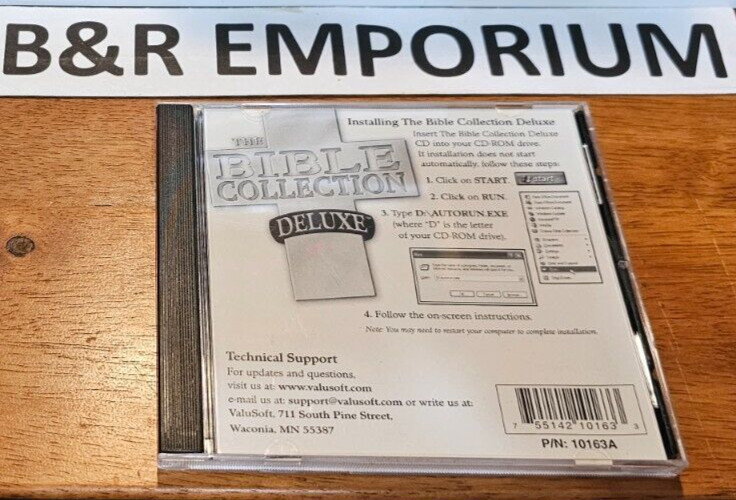 B&R EMPORIUM
THE
BIBLE
COLLECTION
DELUXE™
Installing The Bible Collection Deluxe
Insert The Bible Collection Deluxe
CD into your CD-ROM drive.
If installation does not start
automatically, follow these steps:
1. Click on START.
start
2. Click on RUN.
3. Type D:\AUTORUN.EXE
(where "D" is the letter
of your CD-ROM drive).
4. Follow the on-screen instructions.
Note: You may need to restart your computer to complete installation.
Technical Support
For updates and questions,
visit us at: www.valusoft.com
e-mail us at: support@valusoft.com or write us at:
ValuSoft, 711 South Pine Street,
Waconia, MN 55387
7 55142 10163 3
P/N: 10163A